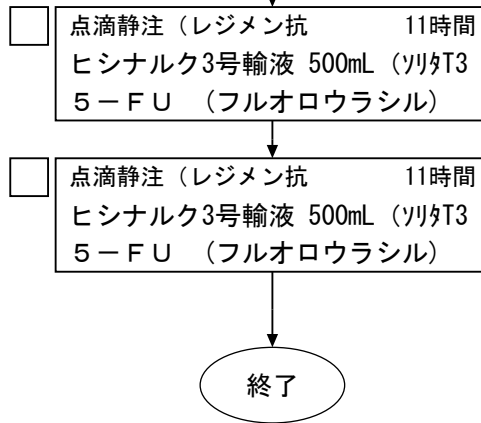 点滴静注（レジメン抗 11時間
ヒシナルク3号輸液 500mL（ｿﾘﾀT3
５－ＦＵ （フルオロウラシル）
点滴静注（レジメン抗 11時間
ヒシナルク3号輸液 500mL（ｿﾘﾀT3
５－ＦＵ （フルオロウラシル）
終了